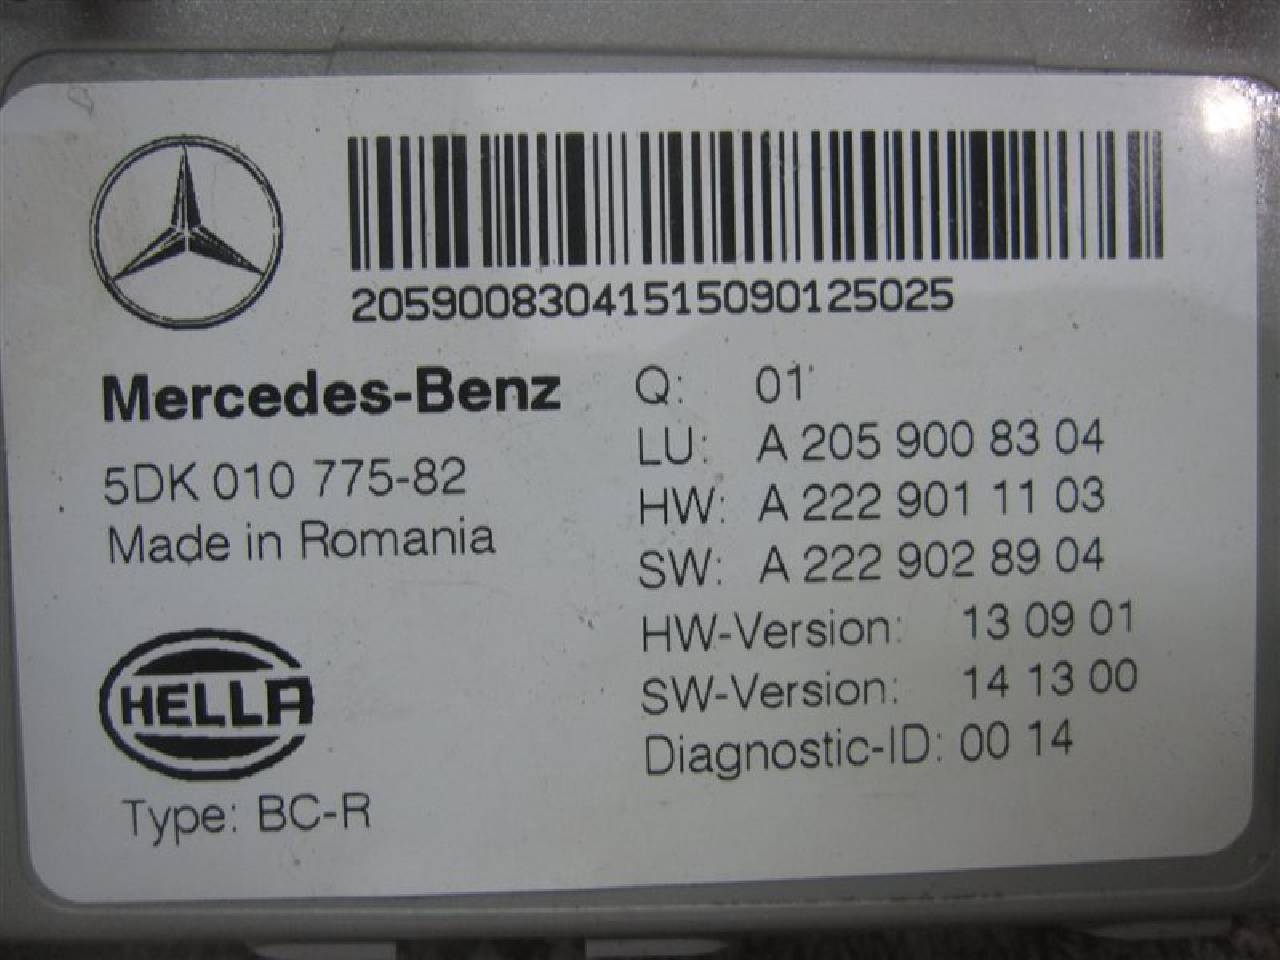 205900830415150901​25025
Mercedes-Benz
5DK 010 775-82
Made in Romania
HELLA
Type: BC-R
Q: 01
LU: A 205 900 83 04
HW: A 222 901 11 03
SW: A 222 902 89 04
HW-Version: 13 09 01
SW-Version: 14 13 00
Diagnostic-ID: 00 14